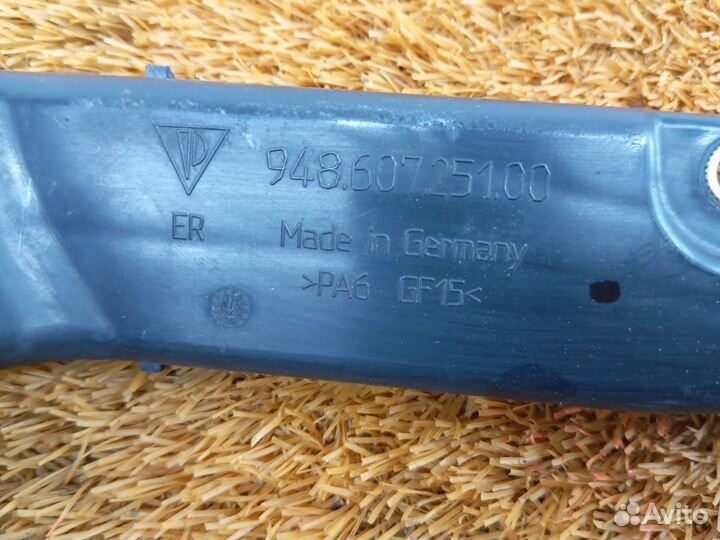 948.607.251.00
ER
Made in Germany
>PA6 GF15<
Avito